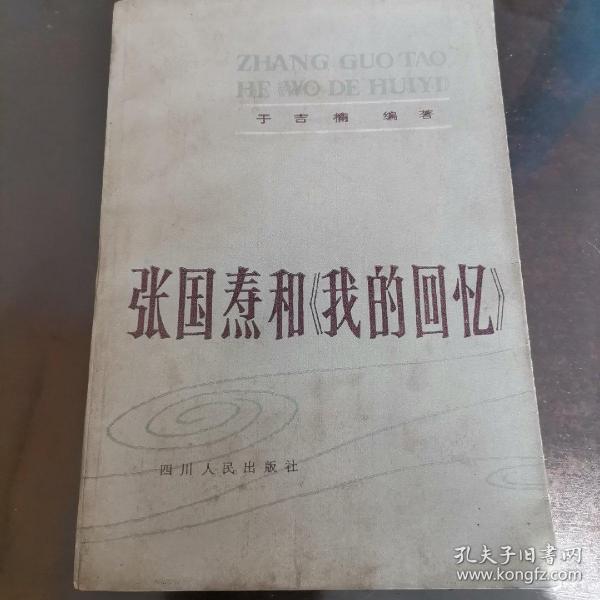 ZHANG GUO TAO
HE《WO DE HUIYI》
于吉楠 编著
张国焘和《我的回忆》
四川人民出版社
孔夫子旧书网
www.kongfz.com